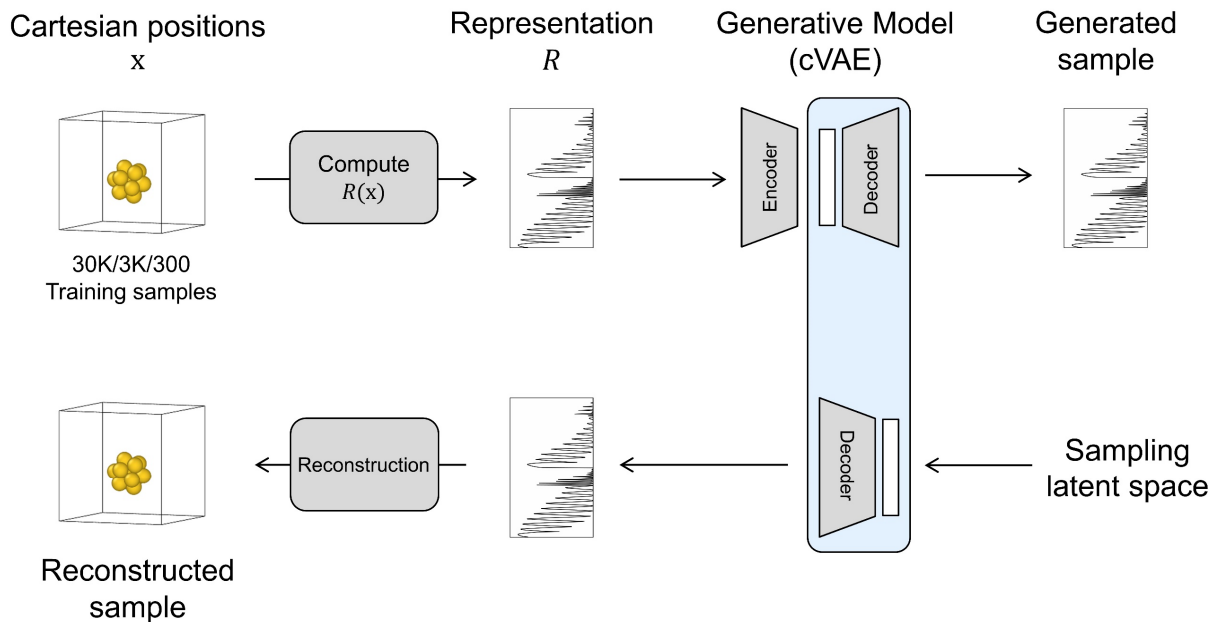 Cartesian positions
x
Representation
R
Generative Model
(cVAE)
Generated
sample
Compute
R(x)
Encoder
Decoder
30K/3K/300
Training samples
Reconstruction
Decoder
Sampling
latent space
Reconstructed
sample